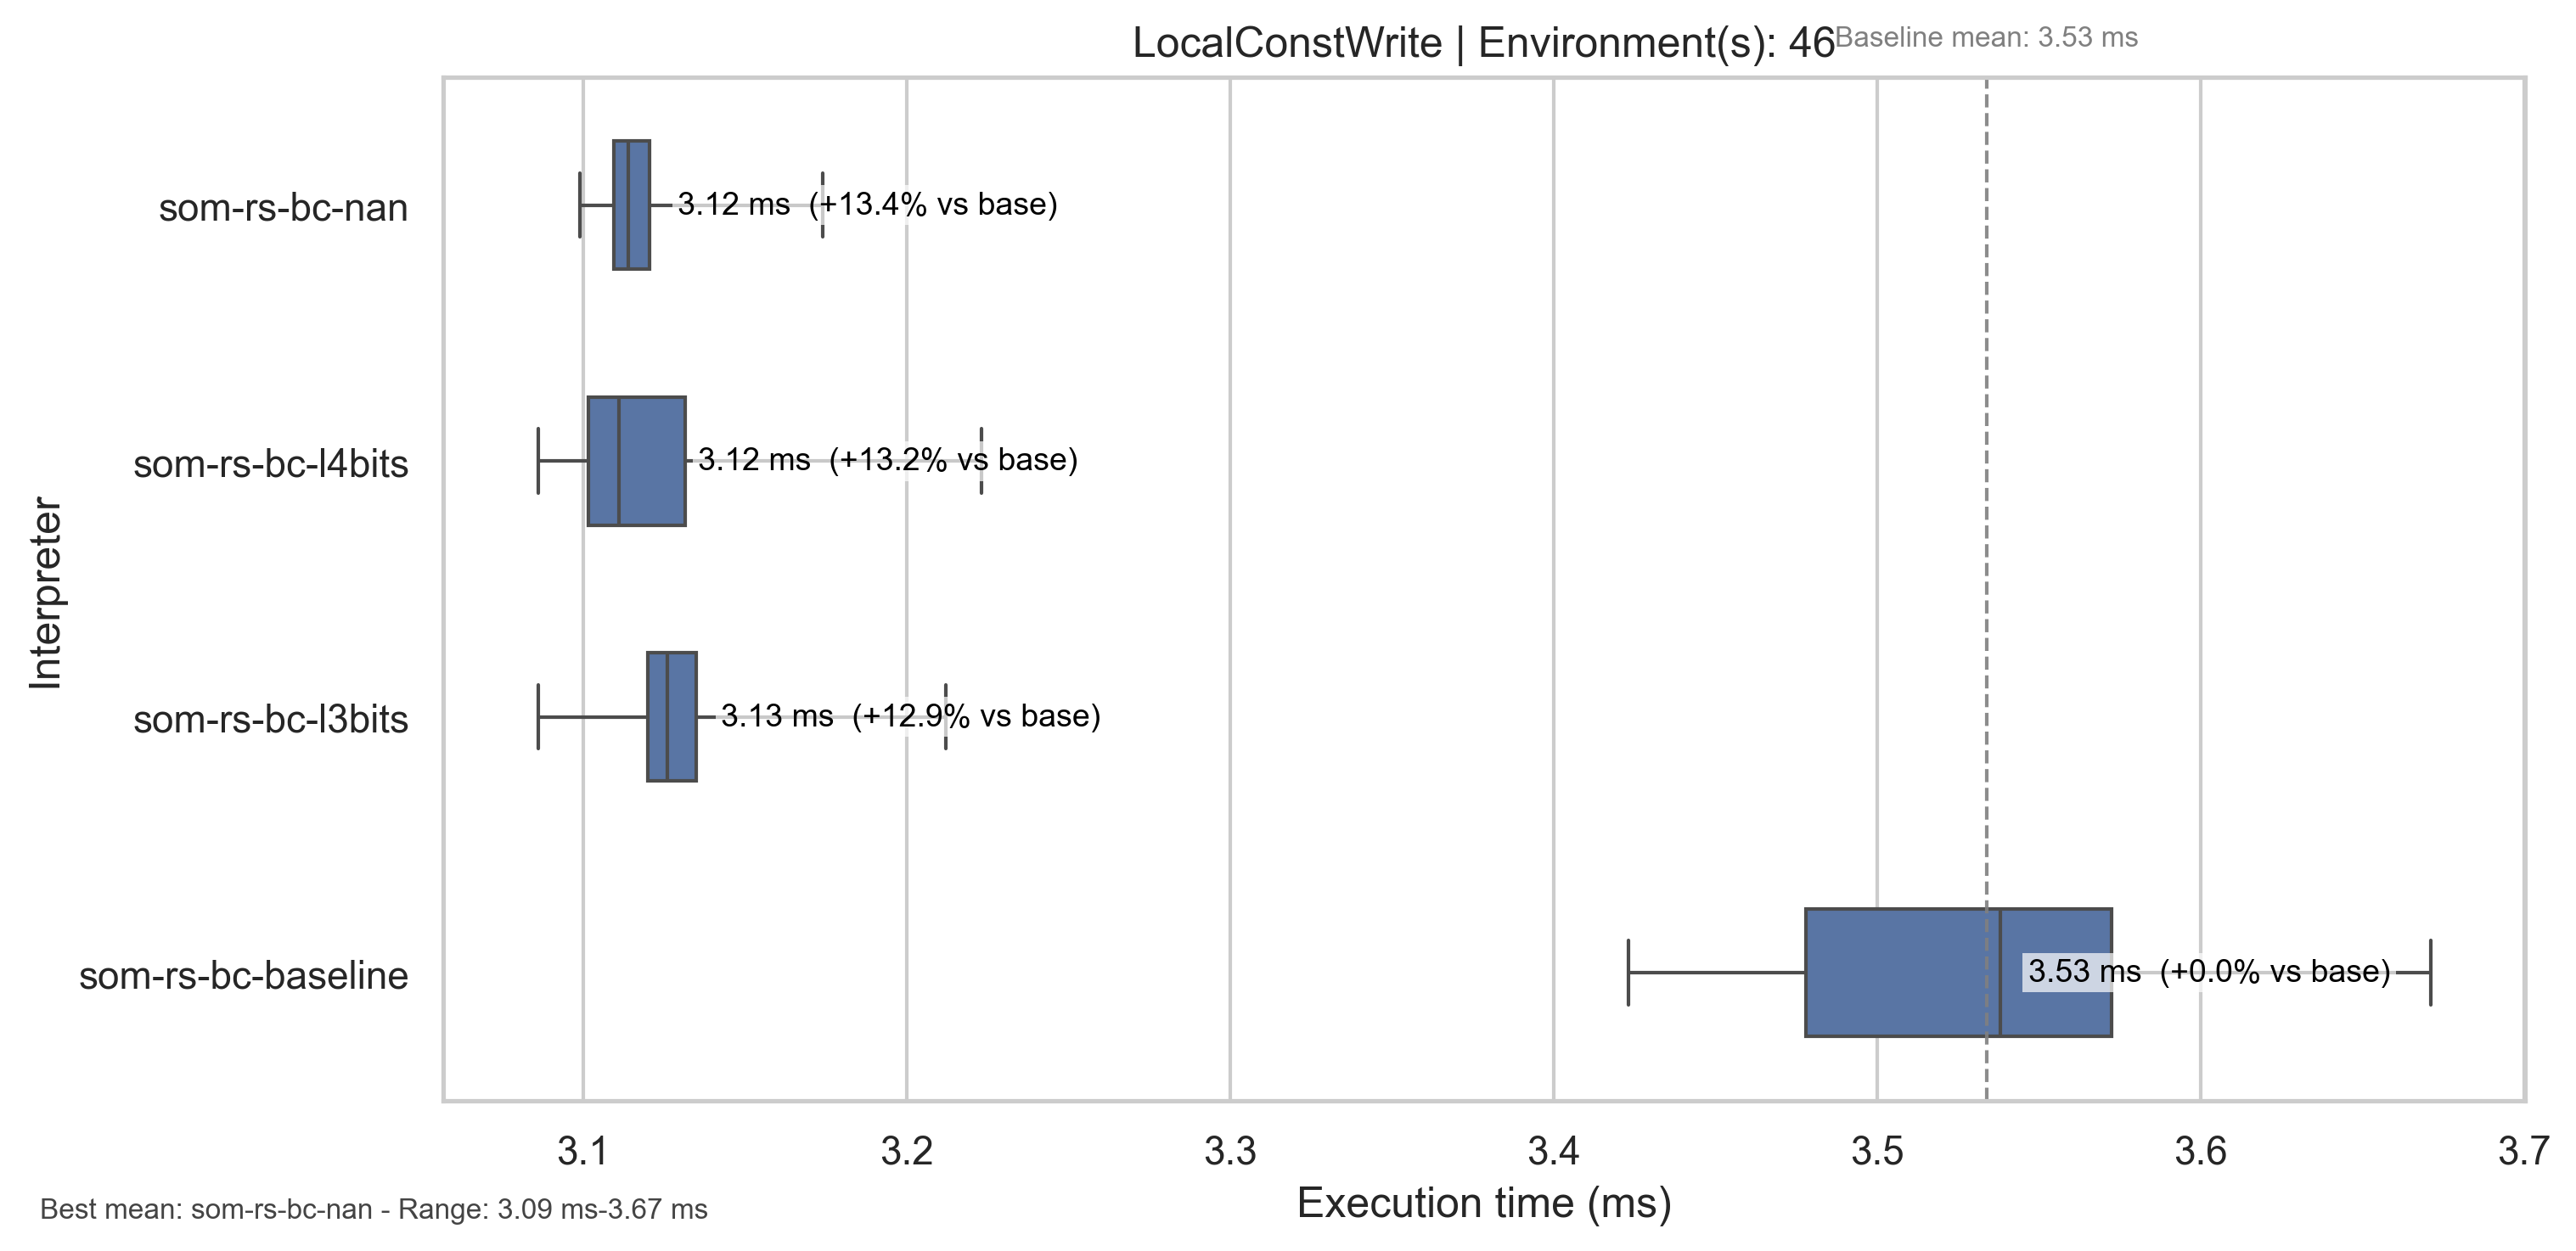 LocalConstWrite | Environment(s): 46
Baseline mean: 3.53 ms
som-rs-bc-nan
3.12 ms  (+13.4% vs base)
som-rs-bc-l4bits
3.12 ms  (+13.2% vs base)
som-rs-bc-l3bits
3.13 ms  (+12.9% vs base)
som-rs-bc-baseline
3.53 ms  (+0.0% vs base)
Interpreter
3.1 3.2 3.3 3.4 3.5 3.6 3.7
Execution time (ms)
Best mean: som-rs-bc-nan - Range: 3.09 ms-3.67 ms